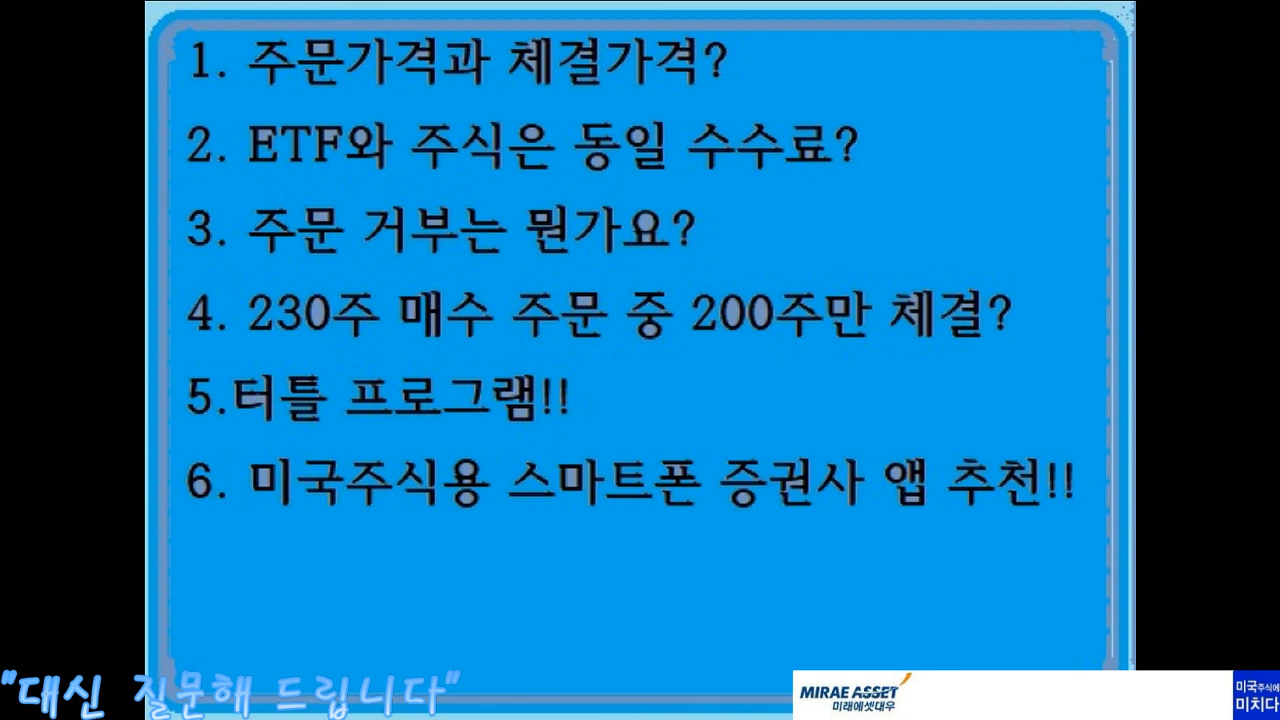 1. 주문가격과 체결가격?
2. ETF와 주식은 동일 수수료?
3. 주문 거부는 뭔가요?
4. 230주 매수 주문 중 200주만 체결?
5.터틀 프로그램!!
6. 미국주식용 스마트폰 증권사 앱 추천!!
"대신 질문해 드립니다"
MIRAE ASSET
미래에셋대우
미국주식에
미치다